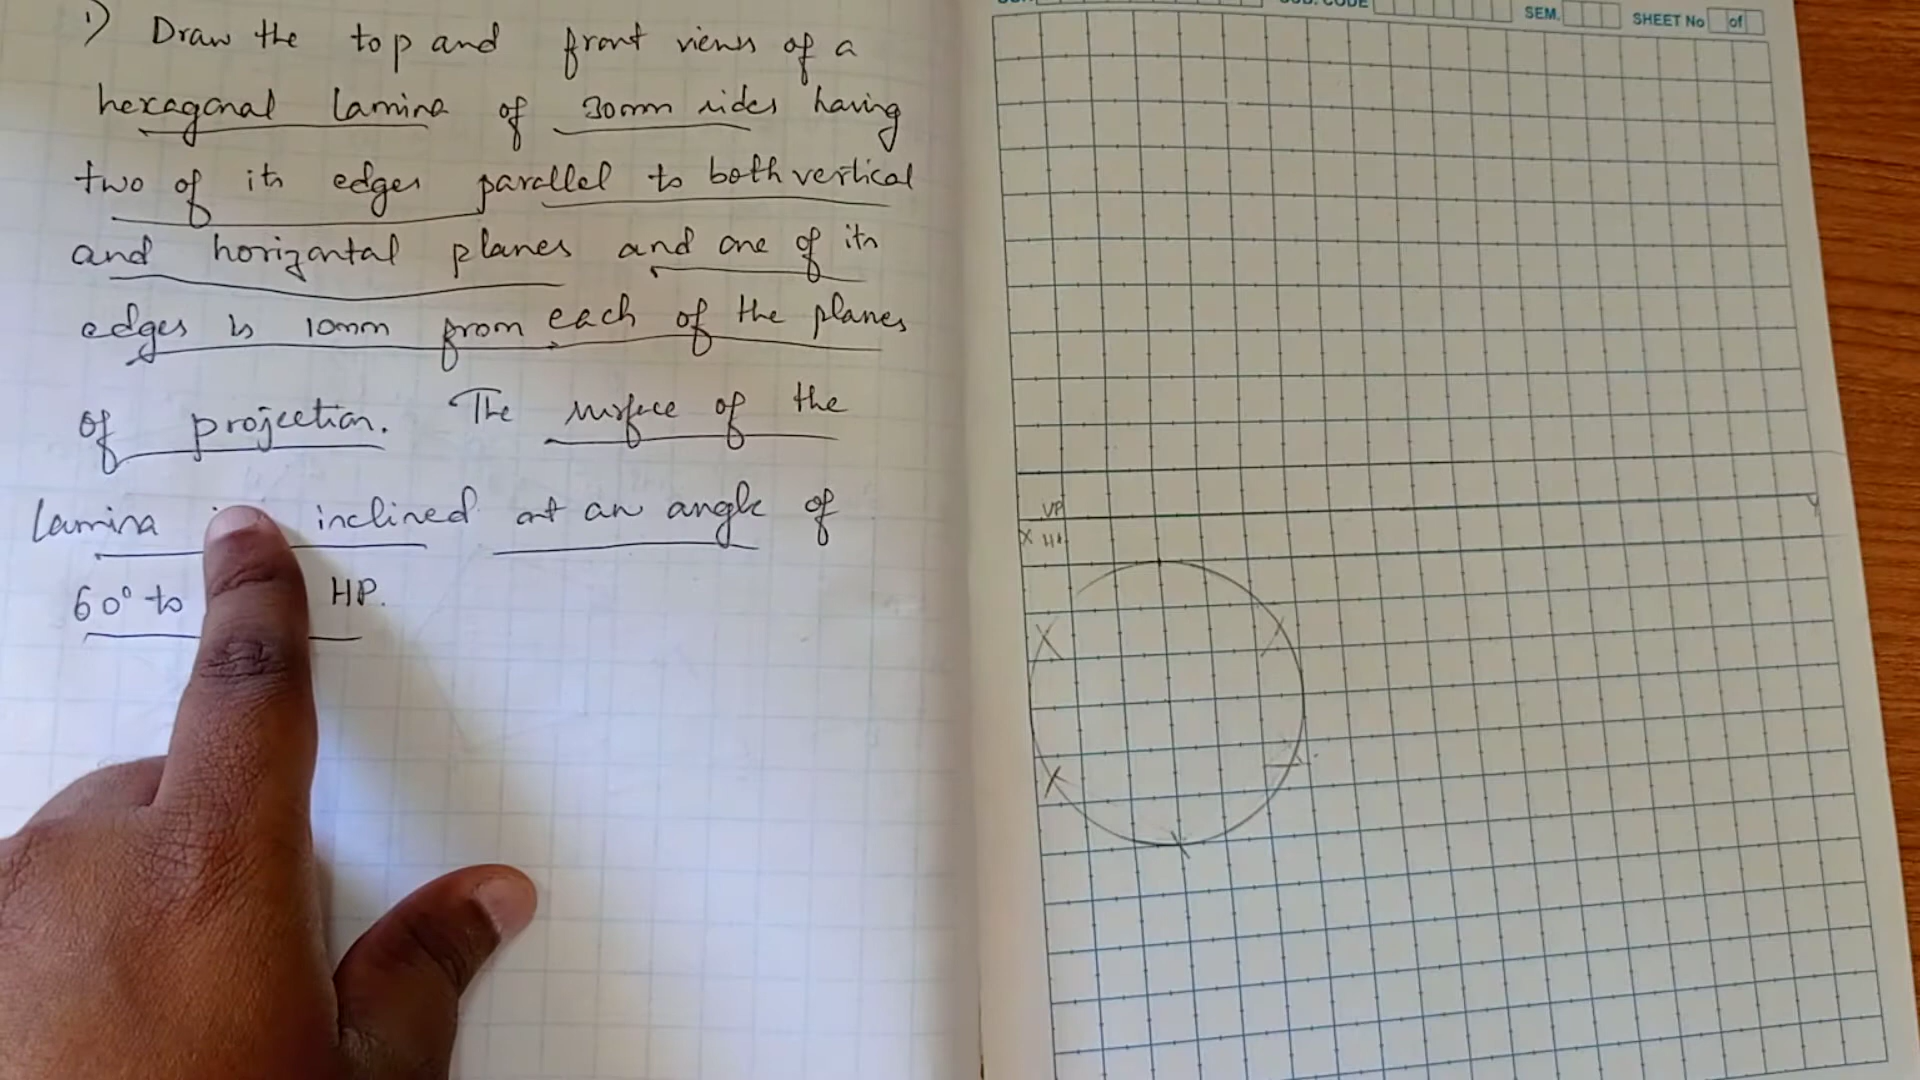 1) Draw the top and front views of a
hexagonal lamina of 30mm sides having
two of its edges parallel to both vertical
and horizontal planes and one of its
edges is 10mm from each of the planes
of projection. The surface of the
lamina inclined at an angle of
60° to HP.
SEM. SHEET No of
VP
X HP
Y